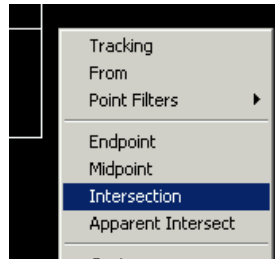 Tracking
From
Point Filters
Endpoint
Midpoint
Intersection
Apparent Intersect